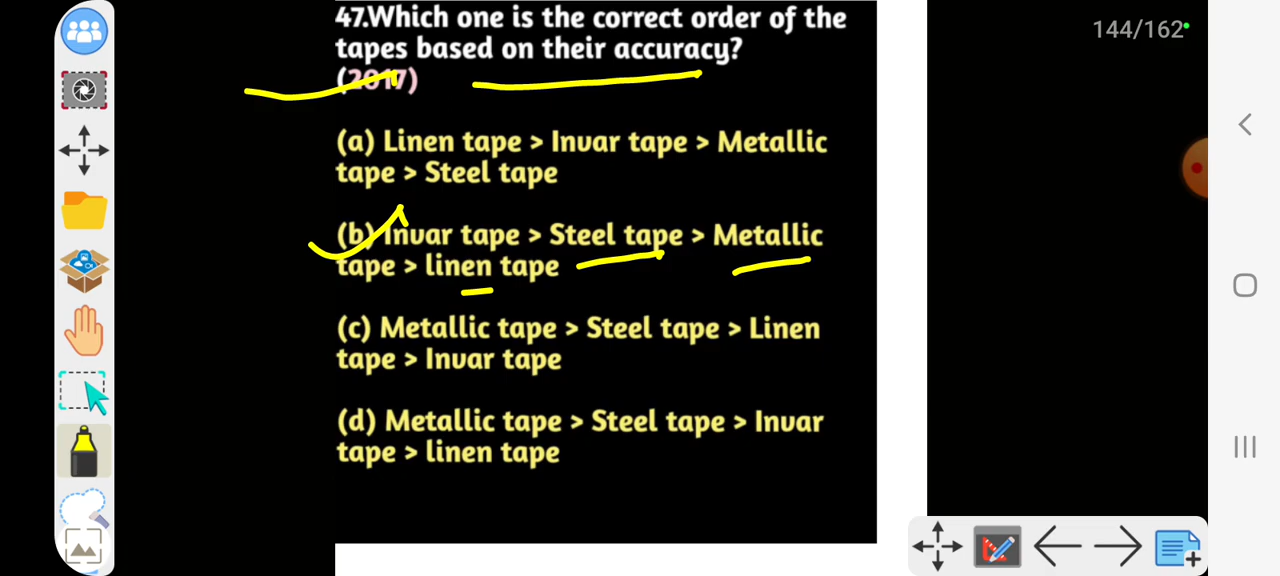 144/162
47.Which one is the correct order of the
tapes based on their accuracy?
(2017)
(a) Linen tape > Invar tape > Metallic
tape > Steel tape
(b) Invar tape > Steel tape > Metallic
tape > linen tape
(c) Metallic tape > Steel tape > Linen
tape > Invar tape
(d) Metallic tape > Steel tape > Invar
tape > linen tape